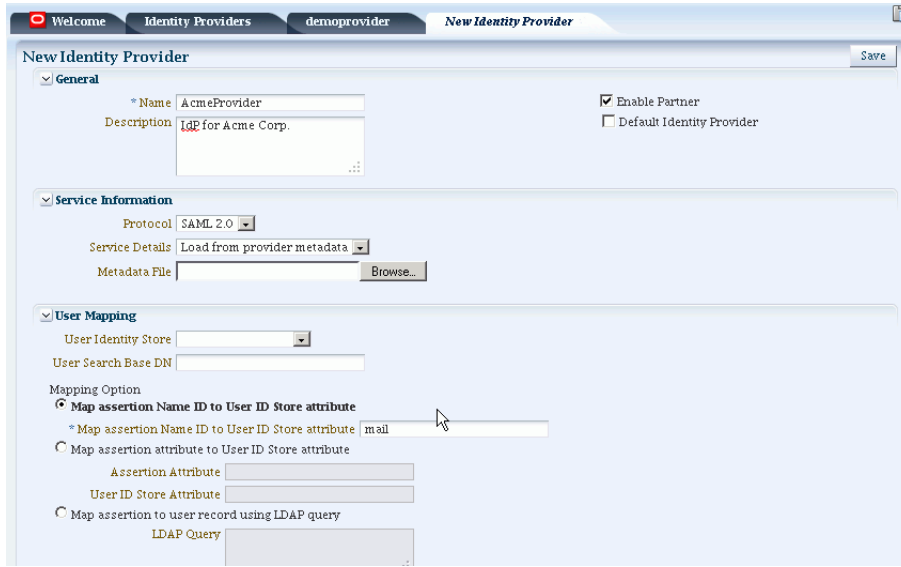 Welcome Identity Providers demoprovider New Identity Provider
New Identity Provider Save
General
* Name AcmeProvider Enable Partner
Description IdP for Acme Corp. Default Identity Provider
Service Information
Protocol SAML 2.0
Service Details Load from provider metadata
Metadata File Browse...
User Mapping
User Identity Store
User Search Base DN
Mapping Option
Map assertion Name ID to User ID Store attribute
* Map assertion Name ID to User ID Store attribute mail
Map assertion attribute to User ID Store attribute
Assertion Attribute
User ID Store Attribute
Map assertion to user record using LDAP query
LDAP Query